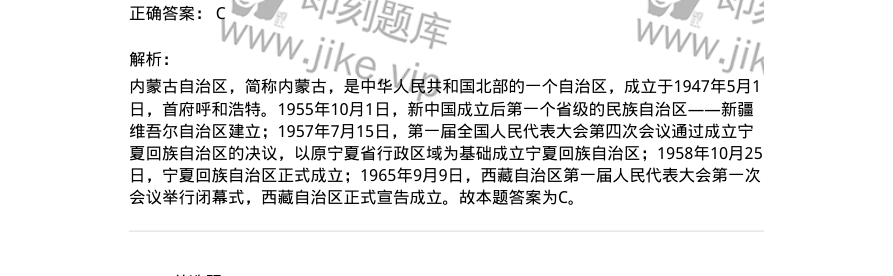 正确答案： C
即刻题库
www.jike.vip
解析：
内蒙古自治区，简称内蒙古，是中华人民共和国北部的一个自治区，成立于1947年5月1
日，首府呼和浩特。1955年10月1日，新中国成立后第一个省级的民族自治区——新疆
维吾尔自治区建立；1957年7月15日，第一届全国人民代表大会第四次会议通过成立宁
夏回族自治区的决议，以原宁夏省行政区域为基础成立宁夏回族自治区；1958年10月25
日，宁夏回族自治区正式成立；1965年9月9日，西藏自治区第一届人民代表大会第一次
会议举行闭幕式，西藏自治区正式宣告成立。故本题答案为C。